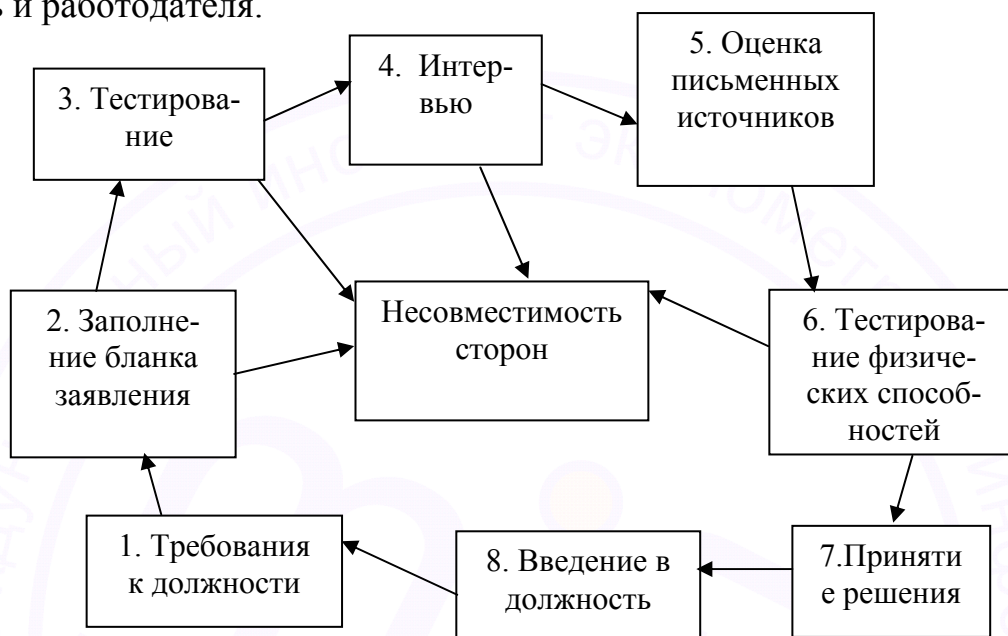 ь и работодателя.
4. Интер-
вью
5. Оценка
письменных
источников
3. Тестирова-
ние
Несовместимость
сторон
2. Заполне-
ние бланка
заявления
6. Тестирова-
ние физиче-
ских способ-
ностей
1. Требования
к должности
8. Введение в
должность
7.Приняти
е решения